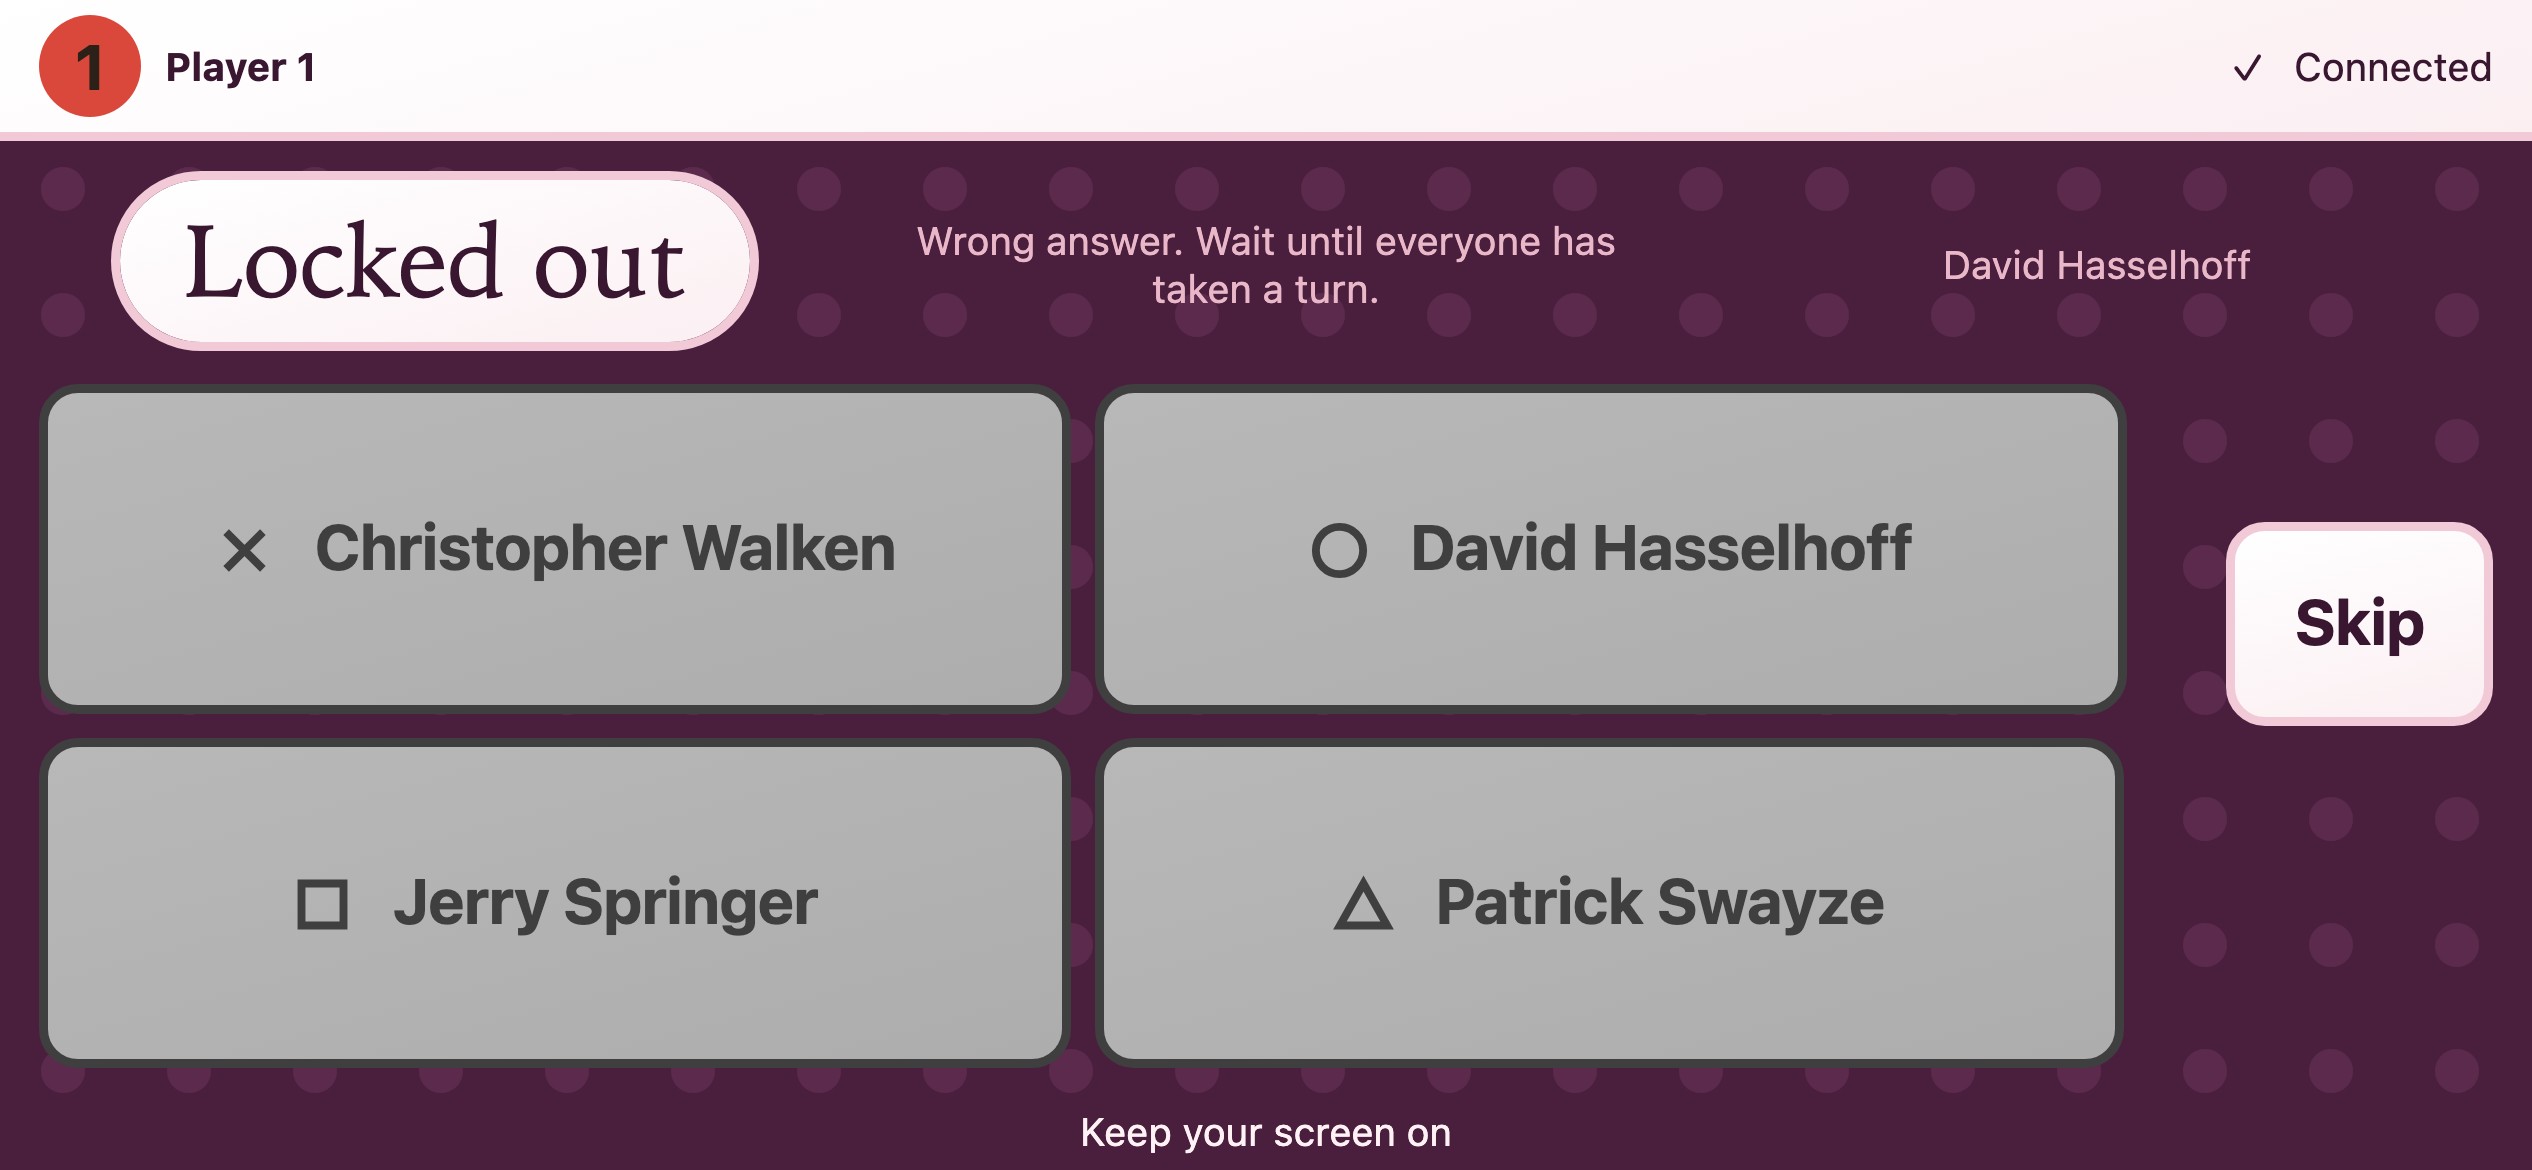 1 Player 1
✓ Connected
Locked out
Wrong answer. Wait until everyone has
taken a turn.
David Hasselhoff
✕ Christopher Walken
○ David Hasselhoff
□ Jerry Springer
△ Patrick Swayze
Skip
Keep your screen on